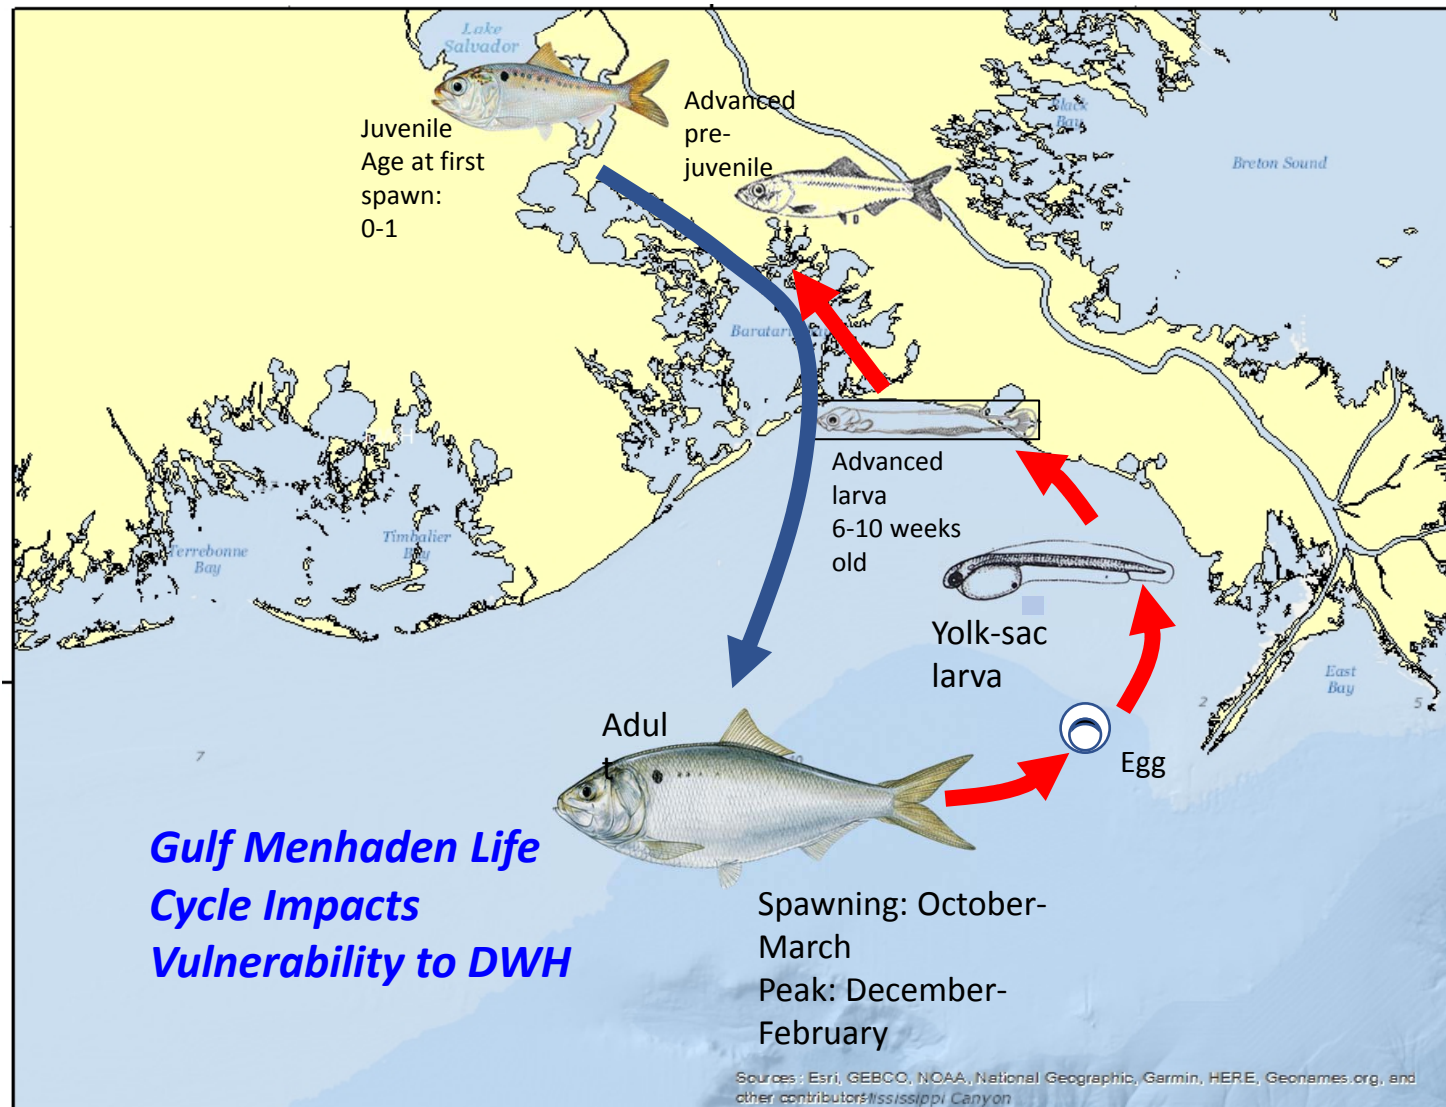 Lake
Salvador
Juvenile
Age at first
spawn:
0-1
Advanced
pre-
juvenile
Black
Bay
Breton Sound
Advanced
larva
6-10 weeks
old
Terrebonne
Bay
Timbalier
Bay
Yolk-sac
larva
East
Bay
2
5
7
Adul
t
Egg
Gulf Menhaden Life
Cycle Impacts
Vulnerability to DWH
Spawning: October-
March
Peak: December-
February
Sources: Esri, GEBCO, NOAA, National Geographic, Garmin, HERE, Geonames.org, and
other contributors
Mississippi Canyon